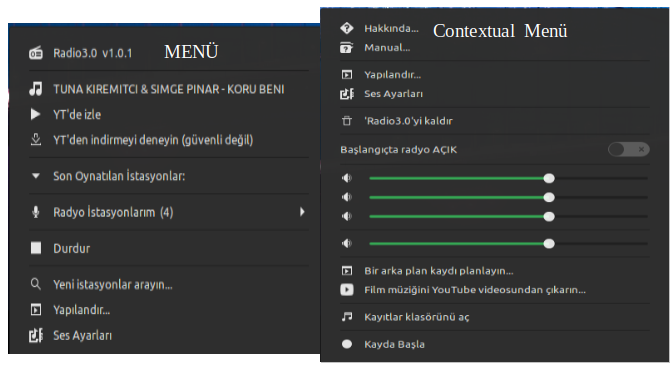 Radio3.0 v1.0.1 MENÜ
TUNA KIREMITCI & SIMGE PINAR - KORU BENI
YT'de izle
YT'den indirmeyi deneyin (güvenli değil)
Son Oynatılan İstasyonlar:
Radyo İstasyonlarım (4)
Durdur
Yeni istasyonlar arayın...
Yapılandır...
Ses Ayarları
Hakkında... Contextual Menü
Manual...
Yapılandır...
Ses Ayarları
'Radio3.0'yi kaldır
Başlangıçta radyo AÇIK
Bir arka plan kaydı planlayın...
Film müziğini YouTube videosundan çıkarın...
Kayıtlar klasörünü aç
Kayda Başla